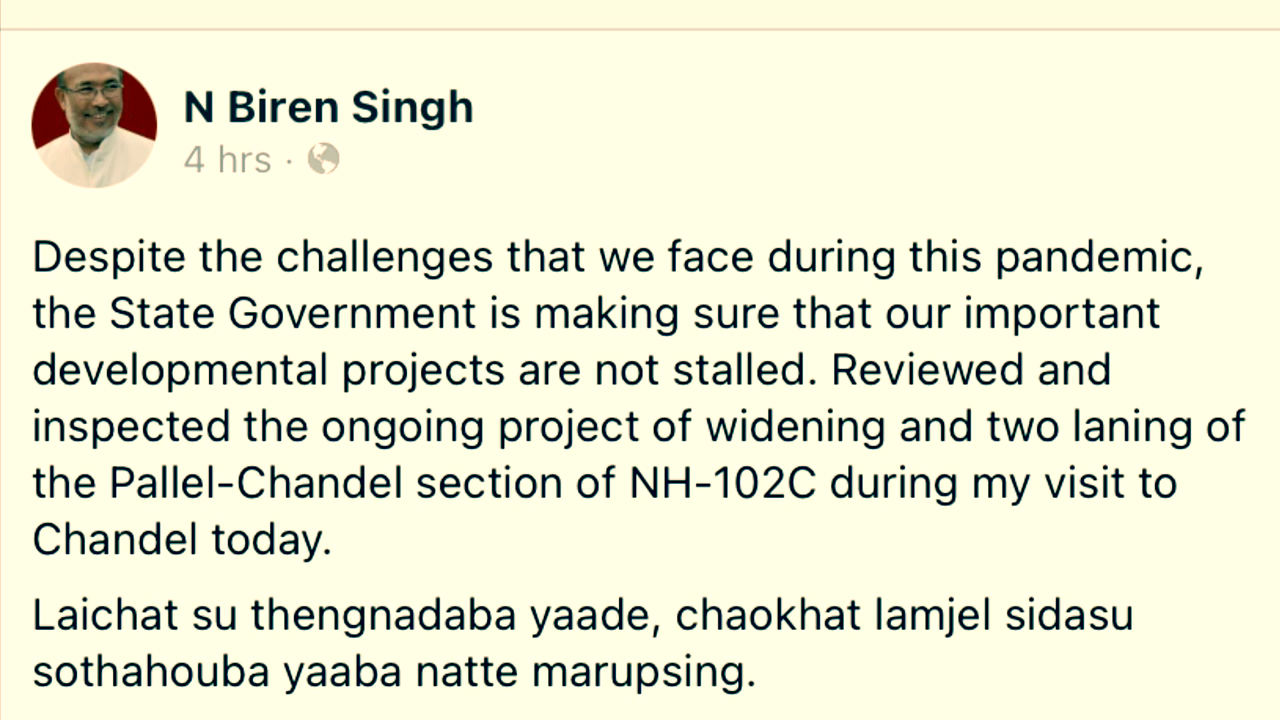 N Biren Singh
4 hrs ·
Despite the challenges that we face during this pandemic,
the State Government is making sure that our important
developmental projects are not stalled. Reviewed and
inspected the ongoing project of widening and two laning of
the Pallel-Chandel section of NH-102C during my visit to
Chandel today.
Laichat su thengnadaba yaade, chaokhat lamjel sidasu
sothahouba yaaba natte marupsing.